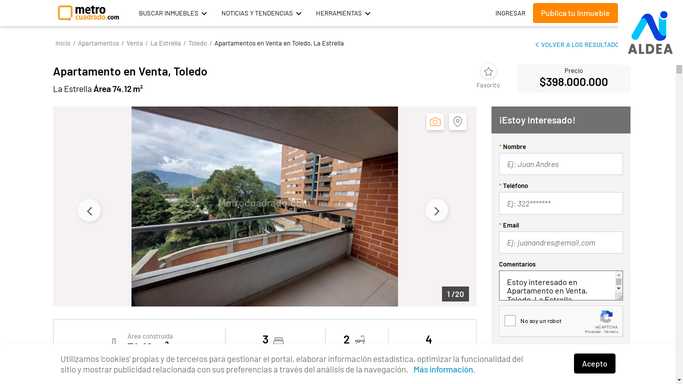 metro
cuadrado.com
BUSCAR INMUEBLES
NOTICIAS Y TENDENCIAS
HERRAMIENTAS
INGRESAR
Publica tu inmueble
AI
ALDEA
Inicio / Apartamentos / Venta / La Estrella / Toledo / Apartamentos en Venta en Toledo, La Estrella
VOLVER A LOS RESULTADO
Apartamento en Venta, Toledo
La Estrella Área 74.12 m²
Favorito
Precio
$398.000.000
Metrocuadrado.com
1 / 20
¡Estoy Interesado!
* Nombre
Ej: Juan Andres
* Teléfono
Ej: 322*******
* Email
Ej: juanandres@email.com
Comentarios
Estoy interesado en
Apartamento en Venta,
Toledo, La Estrella
No soy un robot
reCAPTCHA
Privacidad - Términos
Área construida
3
2
4
Utilizamos 'cookies' propias y de terceros para gestionar el portal, elaborar información estadística, optimizar la funcionalidad del
sitio y mostrar publicidad relacionada con sus preferencias a través del análisis de la navegación. Más información.
Acepto